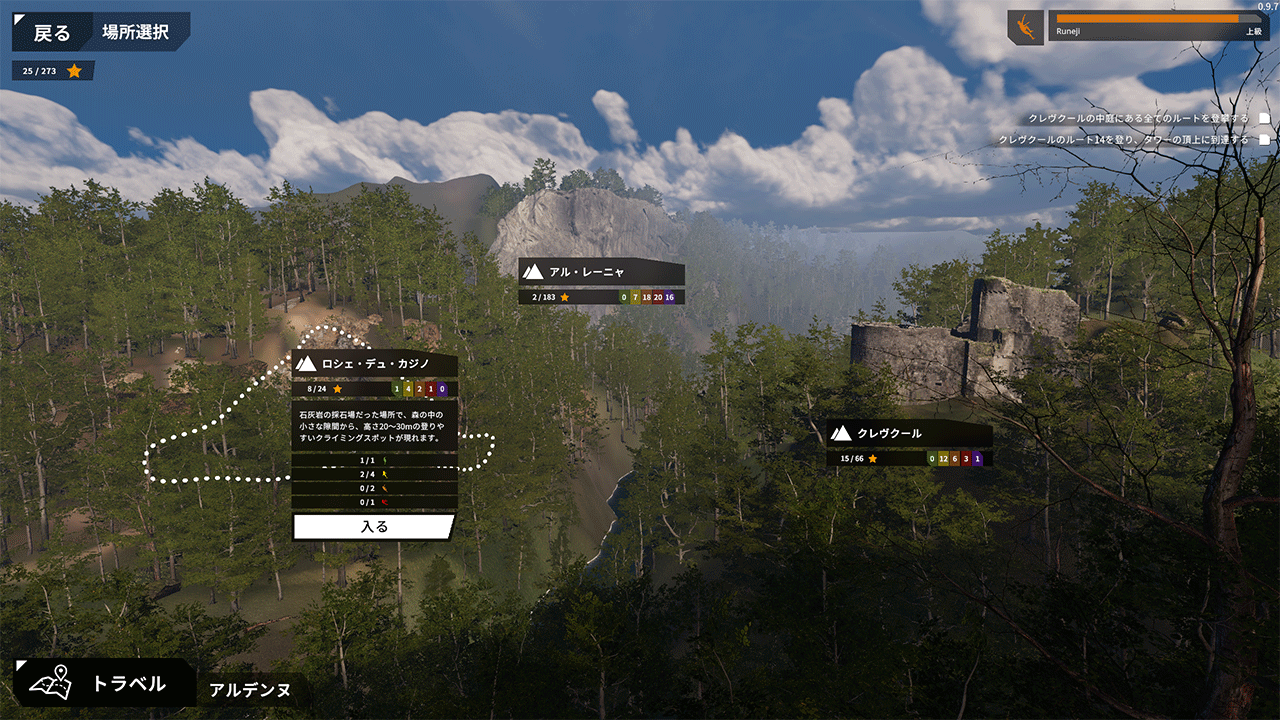 戻る 場所選択
25 / 273
0.9.7
Runeji 上級
クレヴクールの中庭にある全てのルートを登攀する
クレヴクールのルート14を登り、タワーの頂上に到達する
アル・レーニャ
2 / 183 0 7 18 20 16
ロシェ・デュ・カジノ
8 / 24 1 4 2 1 0
石灰岩の採石場だった場所で、森の中の
小さな隙間から、高さ20～30mの登りや
すいクライミングスポットが現れます。
1 / 1
2 / 4
0 / 2
0 / 1
入る
クレヴクール
15 / 66 0 12 6 3 1
トラベル アルデンヌ